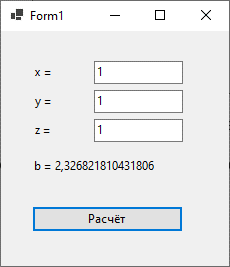 Form1
x = 1
y = 1
z = 1
b = 2,326821810431806
Расчёт